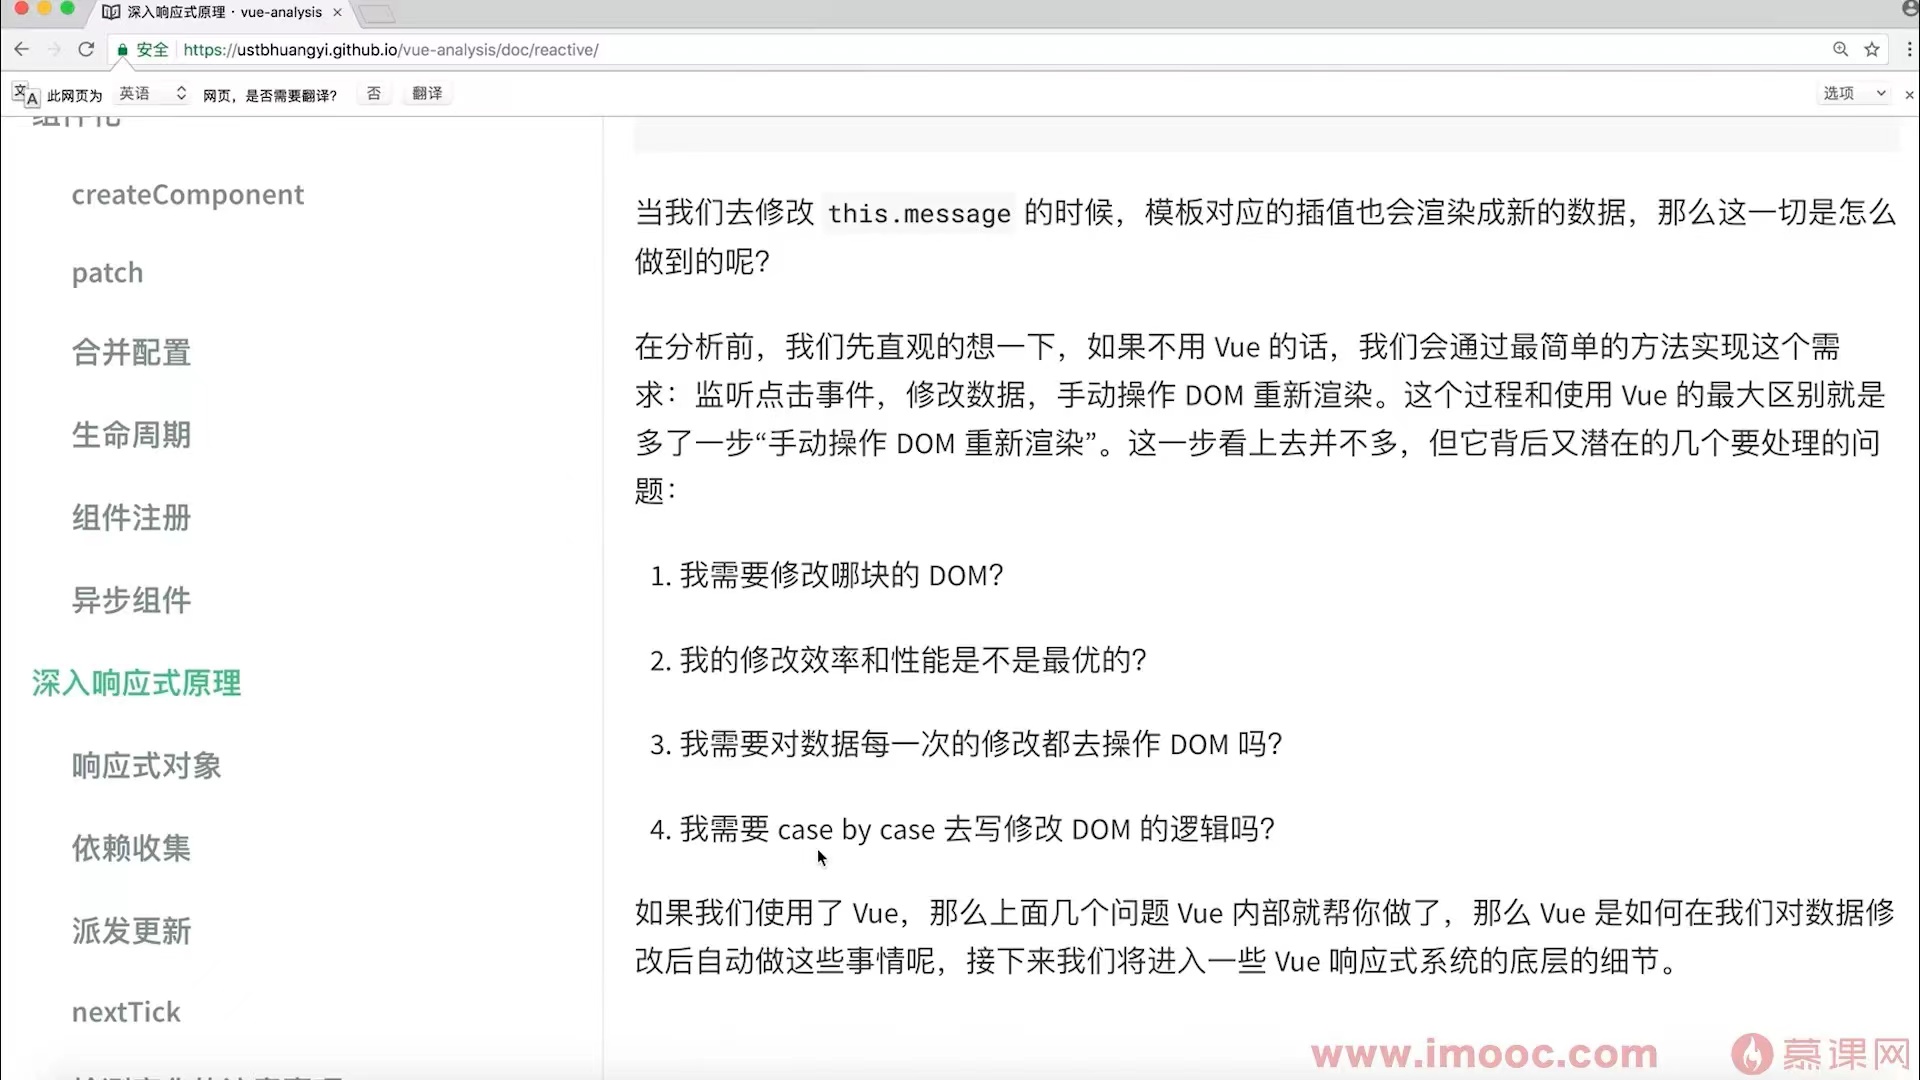 深入响应式原理 · vue-analysis ×
安全 https://ustbhuangyi.github.io/vue-analysis/doc/reactive/
此网页为 英语 网页，是否需要翻译? 否 翻译 选项 ×
组件化
createComponent
patch
合并配置
生命周期
组件注册
异步组件
深入响应式原理
响应式对象
依赖收集
派发更新
nextTick
当我们去修改 this.message 的时候，模板对应的插值也会渲染成新的数据，那么这一切是怎么
做到的呢？
在分析前，我们先直观的想一下，如果不用 Vue 的话，我们会通过最简单的方法实现这个需
求：监听点击事件，修改数据，手动操作 DOM 重新渲染。这个过程和使用 Vue 的最大区别就是
多了一步“手动操作 DOM 重新渲染”。这一步看上去并不多，但它背后又潜在的几个要处理的问
题：
1. 我需要修改哪块的 DOM？
2. 我的修改效率和性能是不是最优的？
3. 我需要对数据每一次的修改都去操作 DOM 吗？
4. 我需要 case by case 去写修改 DOM 的逻辑吗？
如果我们使用了 Vue，那么上面几个问题 Vue 内部就帮你做了，那么 Vue 是如何在我们对数据修
改后自动做这些事情呢，接下来我们将进入一些 Vue 响应式系统的底层的细节。
www.imooc.com 慕课网